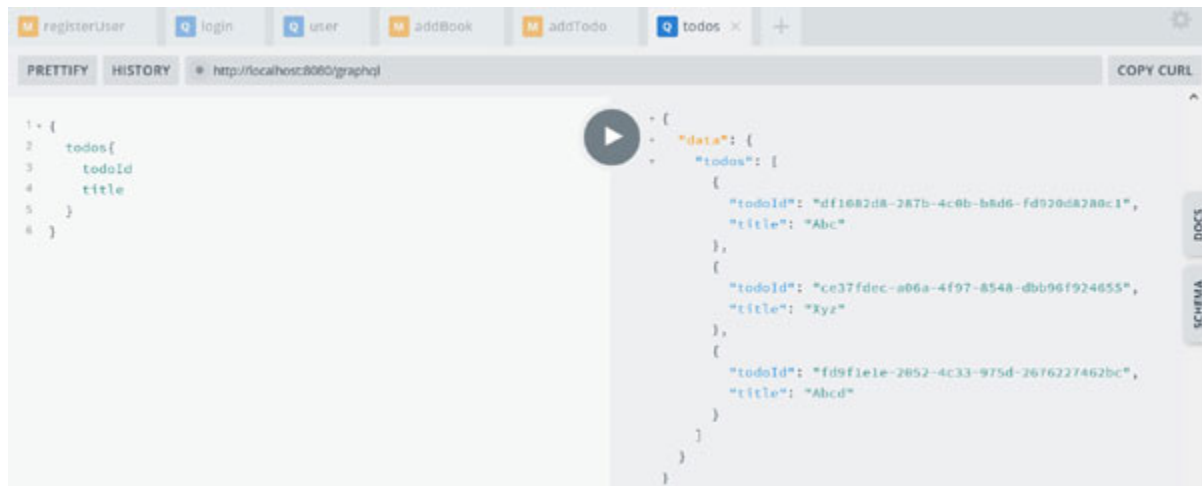 M registerUser Q login Q user M addBook M addTodo Q todos × +
PRETTIFY HISTORY http://localhost:8080/graphql COPY CURL
1 {
2 todos{
3 todoId
4 title
5 }
6 }
{
"data": {
"todos": [
{
"todoId": "df1682d8-287b-4c0b-b8d6-fd920d8280c1",
"title": "Abc"
},
{
"todoId": "ce37fdec-a06a-4f97-8548-dbb96f924655",
"title": "Xyz"
},
{
"todoId": "fd9f1e1e-2052-4c33-975d-2676227462bc",
"title": "Abcd"
}
]
}
}
DOCS
SCHEMA